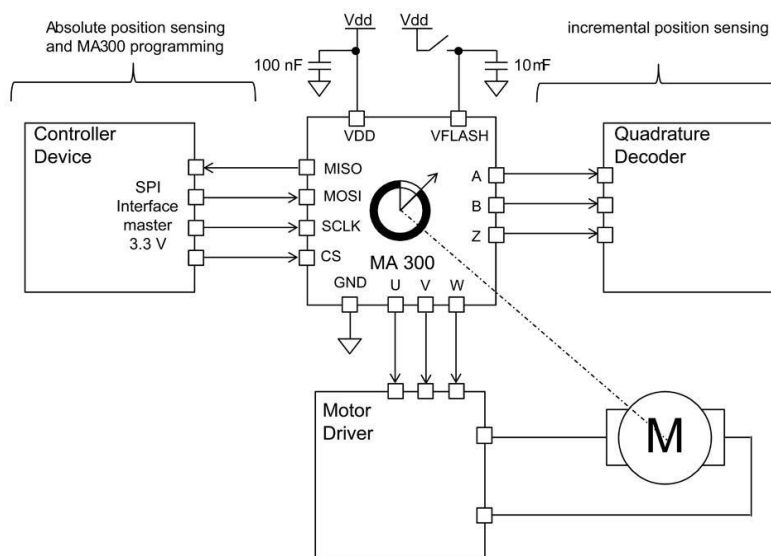 Absolute position sensing
and MA300 programming
Vdd
Vdd
incremental position sensing
100 nF
10mF
Controller
Device
VDD
VFLASH
Quadrature
Decoder
MISO
MOSI
SCLK
CS
SPI
Interface
master
3.3 V
A
B
Z
MA 300
GND
U
V
W
Motor
Driver
M